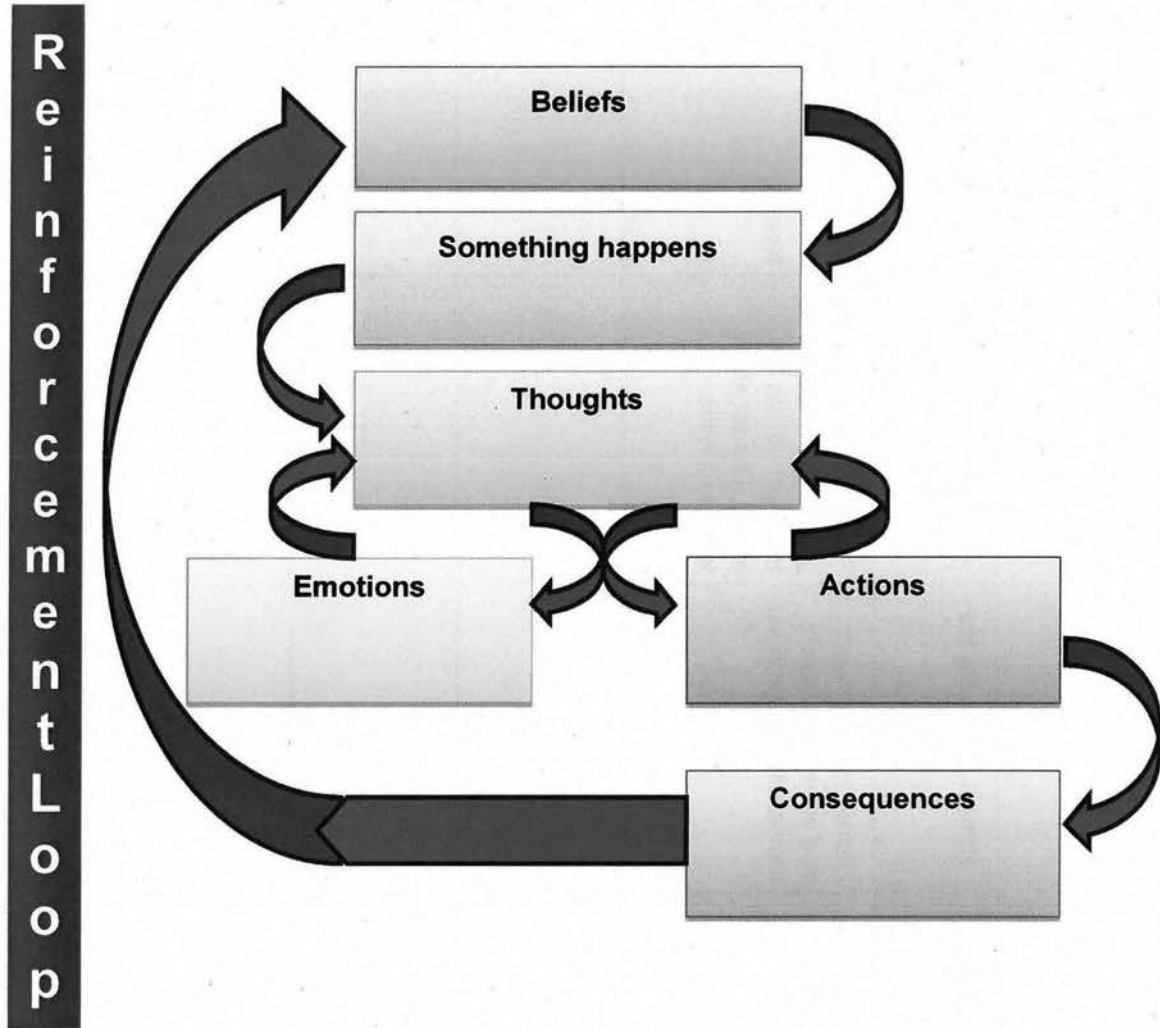 Reinforcement Loop
Beliefs
Something happens
Thoughts
Emotions
Actions
Consequences